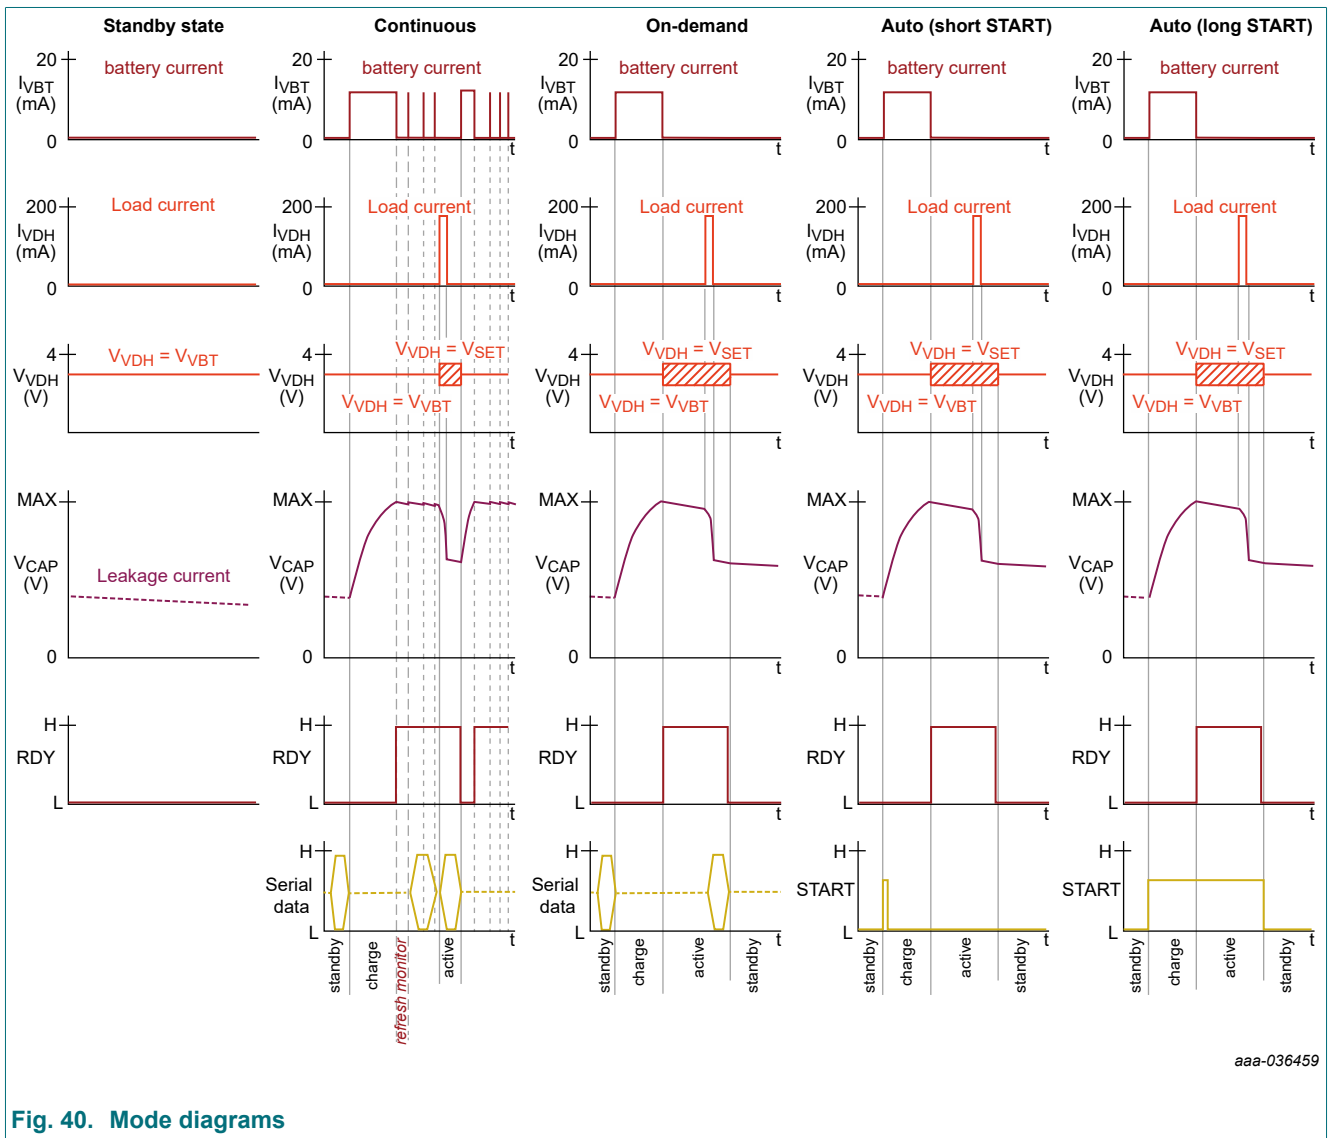 Standby state
Continuous
On-demand
Auto (short START)
Auto (long START)
20
IVBT
(mA)
0
battery current
20
IVBT
(mA)
0
battery current
t
20
IVBT
(mA)
0
battery current
t
20
IVBT
(mA)
0
battery current
t
20
IVBT
(mA)
0
battery current
t
200
IVDH
(mA)
0
Load current
200
IVDH
(mA)
0
Load current
t
200
IVDH
(mA)
0
Load current
t
200
IVDH
(mA)
0
Load current
t
200
IVDH
(mA)
0
Load current
t
4
VVDH
(V)
VVDH = VVBT
4
VVDH
(V)
VVDH = VSET
VVDH = VVBT
t
4
VVDH
(V)
VVDH = VSET
VVDH = VVBT
t
4
VVDH
(V)
VVDH = VSET
VVDH = VVBT
t
4
VVDH
(V)
VVDH = VSET
VVDH = VVBT
t
MAX
VCAP
(V)
0
Leakage current
MAX
VCAP
(V)
0
t
MAX
VCAP
(V)
0
t
MAX
VCAP
(V)
0
t
MAX
VCAP
(V)
0
t
H
RDY
L
H
RDY
L
t
H
RDY
L
t
H
RDY
L
t
H
RDY
L
t
H
Serial
data
L
t
standby
charge
refresh monitor
active
H
Serial
data
L
t
standby
charge
active
standby
H
START
L
t
standby
charge
active
standby
H
START
L
t
standby
charge
active
standby
aaa-036459
Fig. 40. Mode diagrams